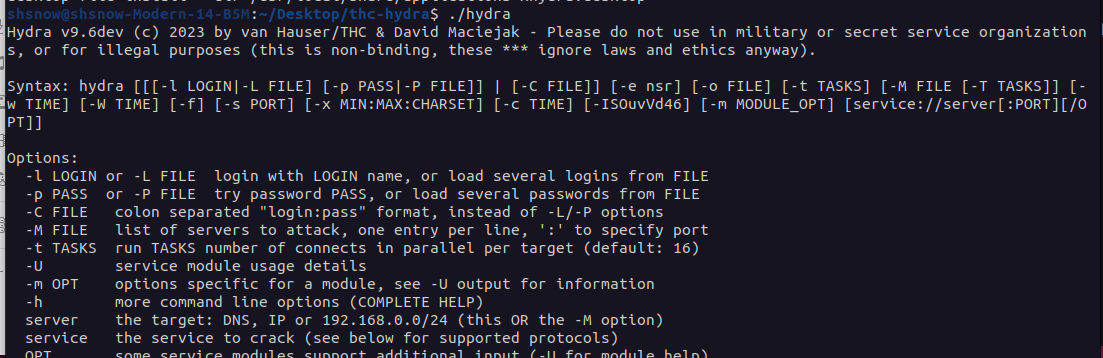 shsnow@shsnow-Modern-14-B5M:~/Desktop/thc-hydra$ ./hydra
Hydra v9.6dev (c) 2023 by van Hauser/THC & David Maciejak - Please do not use in military or secret service organization
s, or for illegal purposes (this is non-binding, these *** ignore laws and ethics anyway).
Syntax: hydra [[[-l LOGIN|-L FILE] [-p PASS|-P FILE]] | [-C FILE]] [-e nsr] [-o FILE] [-t TASKS] [-M FILE [-T TASKS]] [-
w TIME] [-W TIME] [-f] [-s PORT] [-x MIN:MAX:CHARSET] [-c TIME] [-ISOuvVd46] [-m MODULE_OPT] [service://server[:PORT][/O
PT]]
Options:
-l LOGIN or -L FILE login with LOGIN name, or load several logins from FILE
-p PASS or -P FILE try password PASS, or load several passwords from FILE
-C FILE colon separated "login:pass" format, instead of -L/-P options
-M FILE list of servers to attack, one entry per line, ':' to specify port
-t TASKS run TASKS number of connects in parallel per target (default: 16)
-U service module usage details
-m OPT options specific for a module, see -U output for information
-h more command line options (COMPLETE HELP)
server the target: DNS, IP or 192.168.0.0/24 (this OR the -M option)
service the service to crack (see below for supported protocols)
OPT some service modules support additional input (-U for module help)